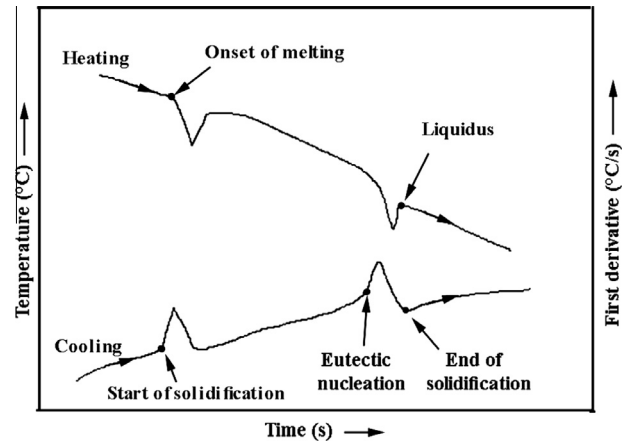 Onset of melting
Heating
Liquidus
Temperature (°C)
First derivative (°C/s)
Cooling
Start of solidification
Eutectic
nucleation
End of
solidification
Time (s)